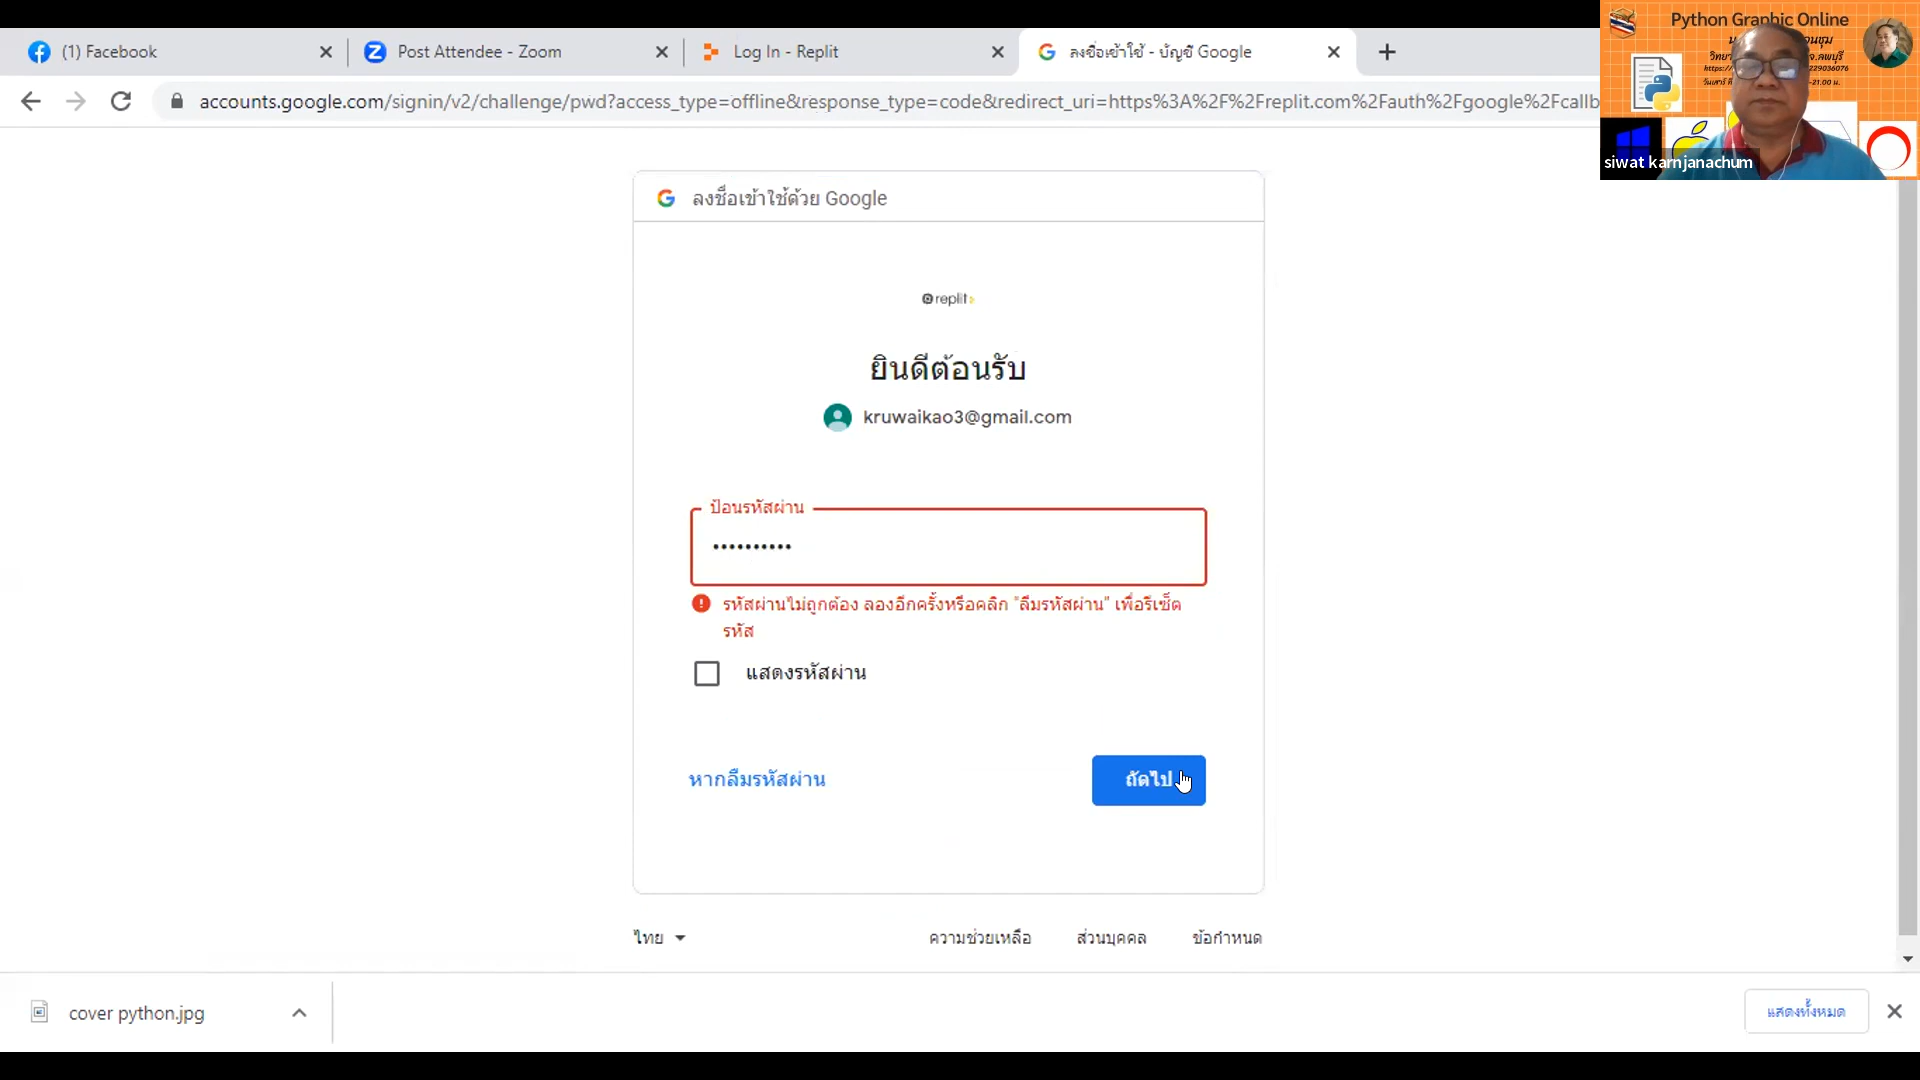 (1) Facebook
Post Attendee - Zoom
Log In - Replit
ลงชื่อเข้าใช้ - บัญชี Google
accounts.google.com/signin/v2/challenge/pwd?access_type=offline&response_type=code&redirect_uri=https%3A%2F%2Freplit.com%2Fauth%2Fgoogle%2Fcallb
Python Graphic Online
siwat karnjanachum
ลงชื่อเข้าใช้ด้วย Google
replit
ยินดีต้อนรับ
kruwaikao3@gmail.com
ป้อนรหัสผ่าน
รหัสผ่านไม่ถูกต้อง ลองอีกครั้งหรือคลิก "ลืมรหัสผ่าน" เพื่อรีเซ็ต
รหัส
แสดงรหัสผ่าน
หากลืมรหัสผ่าน
ถัดไป
ไทย
ความช่วยเหลือ
ส่วนบุคคล
ข้อกำหนด
cover python.jpg
แสดงทั้งหมด